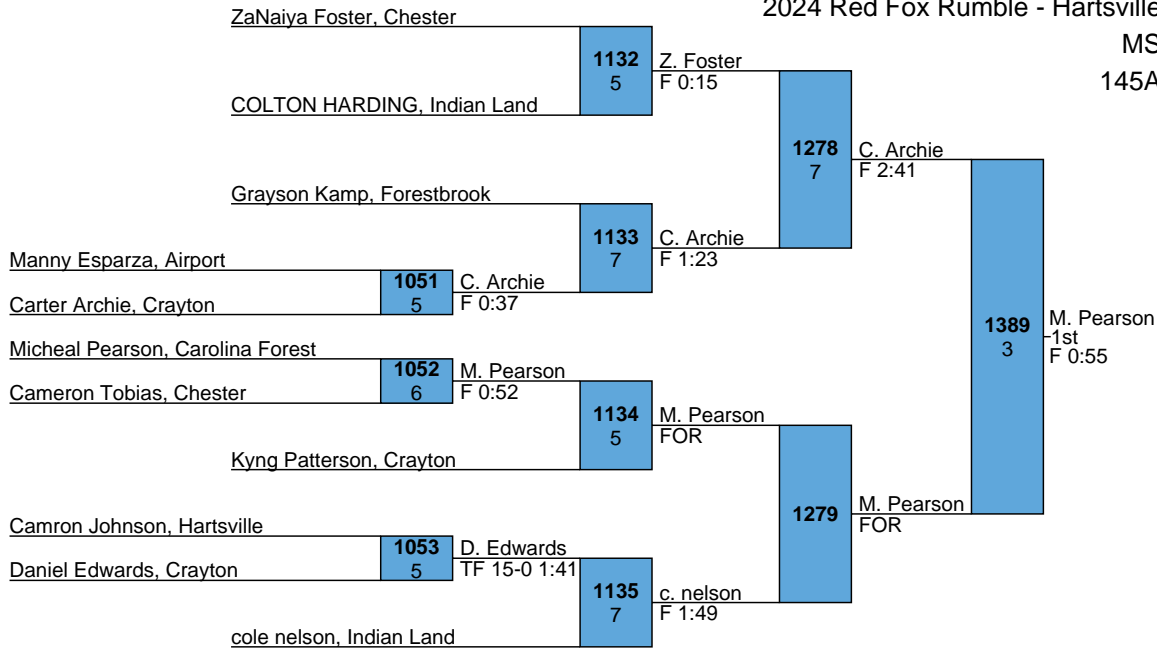 2024 Red Fox Rumble - Hartsville
MS
145A
ZaNaiya Foster, Chester
1132
5
Z. Foster
F 0:15
COLTON HARDING, Indian Land
1278
7
C. Archie
F 2:41
Grayson Kamp, Forestbrook
1133
7
C. Archie
F 1:23
Manny Esparza, Airport
1051
5
C. Archie
F 0:37
Carter Archie, Crayton
1389
3
M. Pearson
1st
F 0:55
Micheal Pearson, Carolina Forest
1052
6
M. Pearson
F 0:52
Cameron Tobias, Chester
1134
5
M. Pearson
FOR
Kyng Patterson, Crayton
1279
M. Pearson
FOR
Camron Johnson, Hartsville
1053
5
D. Edwards
TF 15-0 1:41
Daniel Edwards, Crayton
1135
7
c. nelson
F 1:49
cole nelson, Indian Land